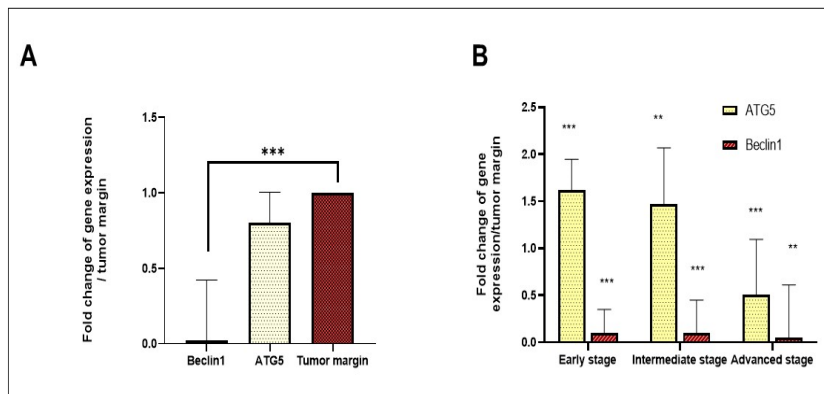 A
Fold change of gene expression
/ tumor margin
1.5
1.0
0.5
0.0
***
Beclin1
ATG5
Tumor margin
B
Fold change of gene
expression/tumor margin
2.5
2.0
1.5
1.0
0.5
0.0
ATG5
Beclin1
***
***
**
***
***
**
Early stage
Intermediate stage
Advanced stage